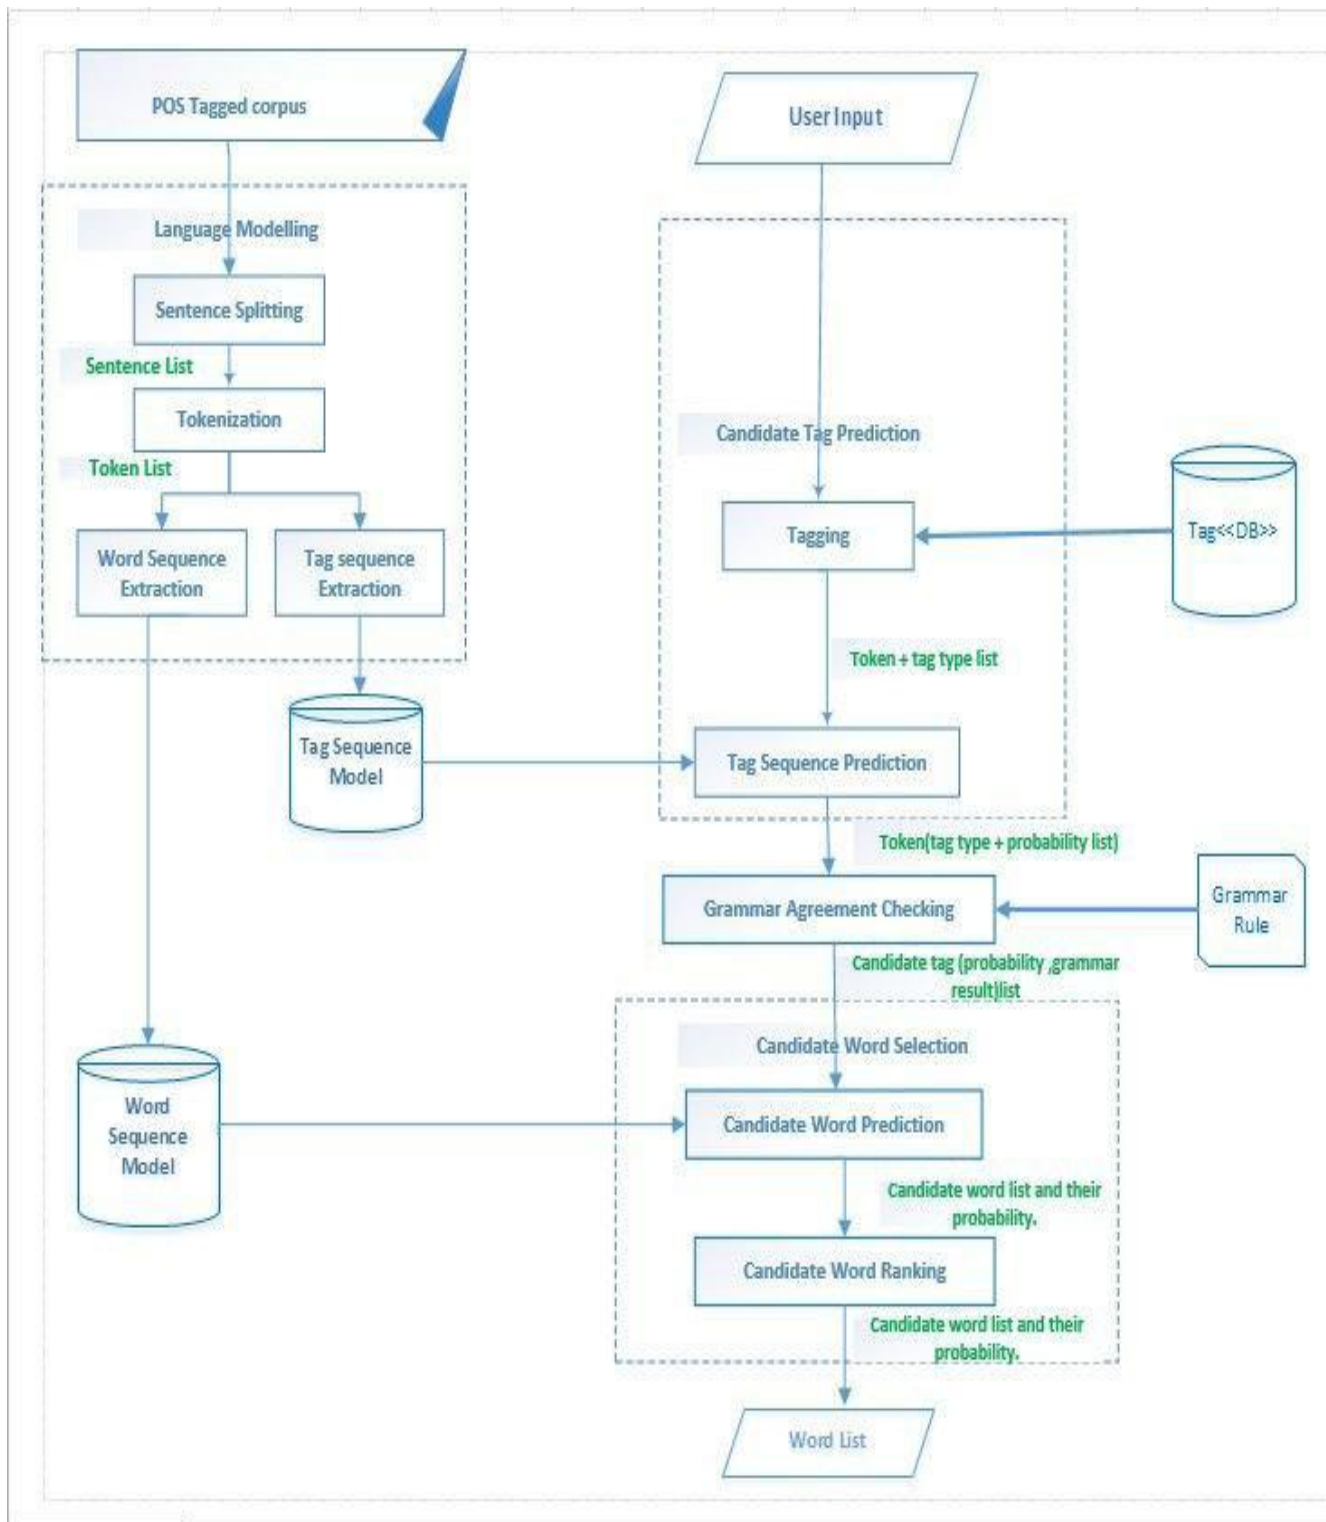 POS Tagged corpus
User Input
Language Modelling
Sentence Splitting
Sentence List
Tokenization
Token List
Word Sequence
Extraction
Tag sequence
Extraction
Tag Sequence
Model
Word
Sequence
Model
Candidate Tag Prediction
Tagging
Tag<<DB>>
Token + tag type list
Tag Sequence Prediction
Token(tag type + probability list)
Grammar Agreement Checking
Grammar
Rule
Candidate tag (probability ,grammar
result)list
Candidate Word Selection
Candidate Word Prediction
Candidate word list and their
probability.
Candidate Word Ranking
Candidate word list and their
probability.
Word List